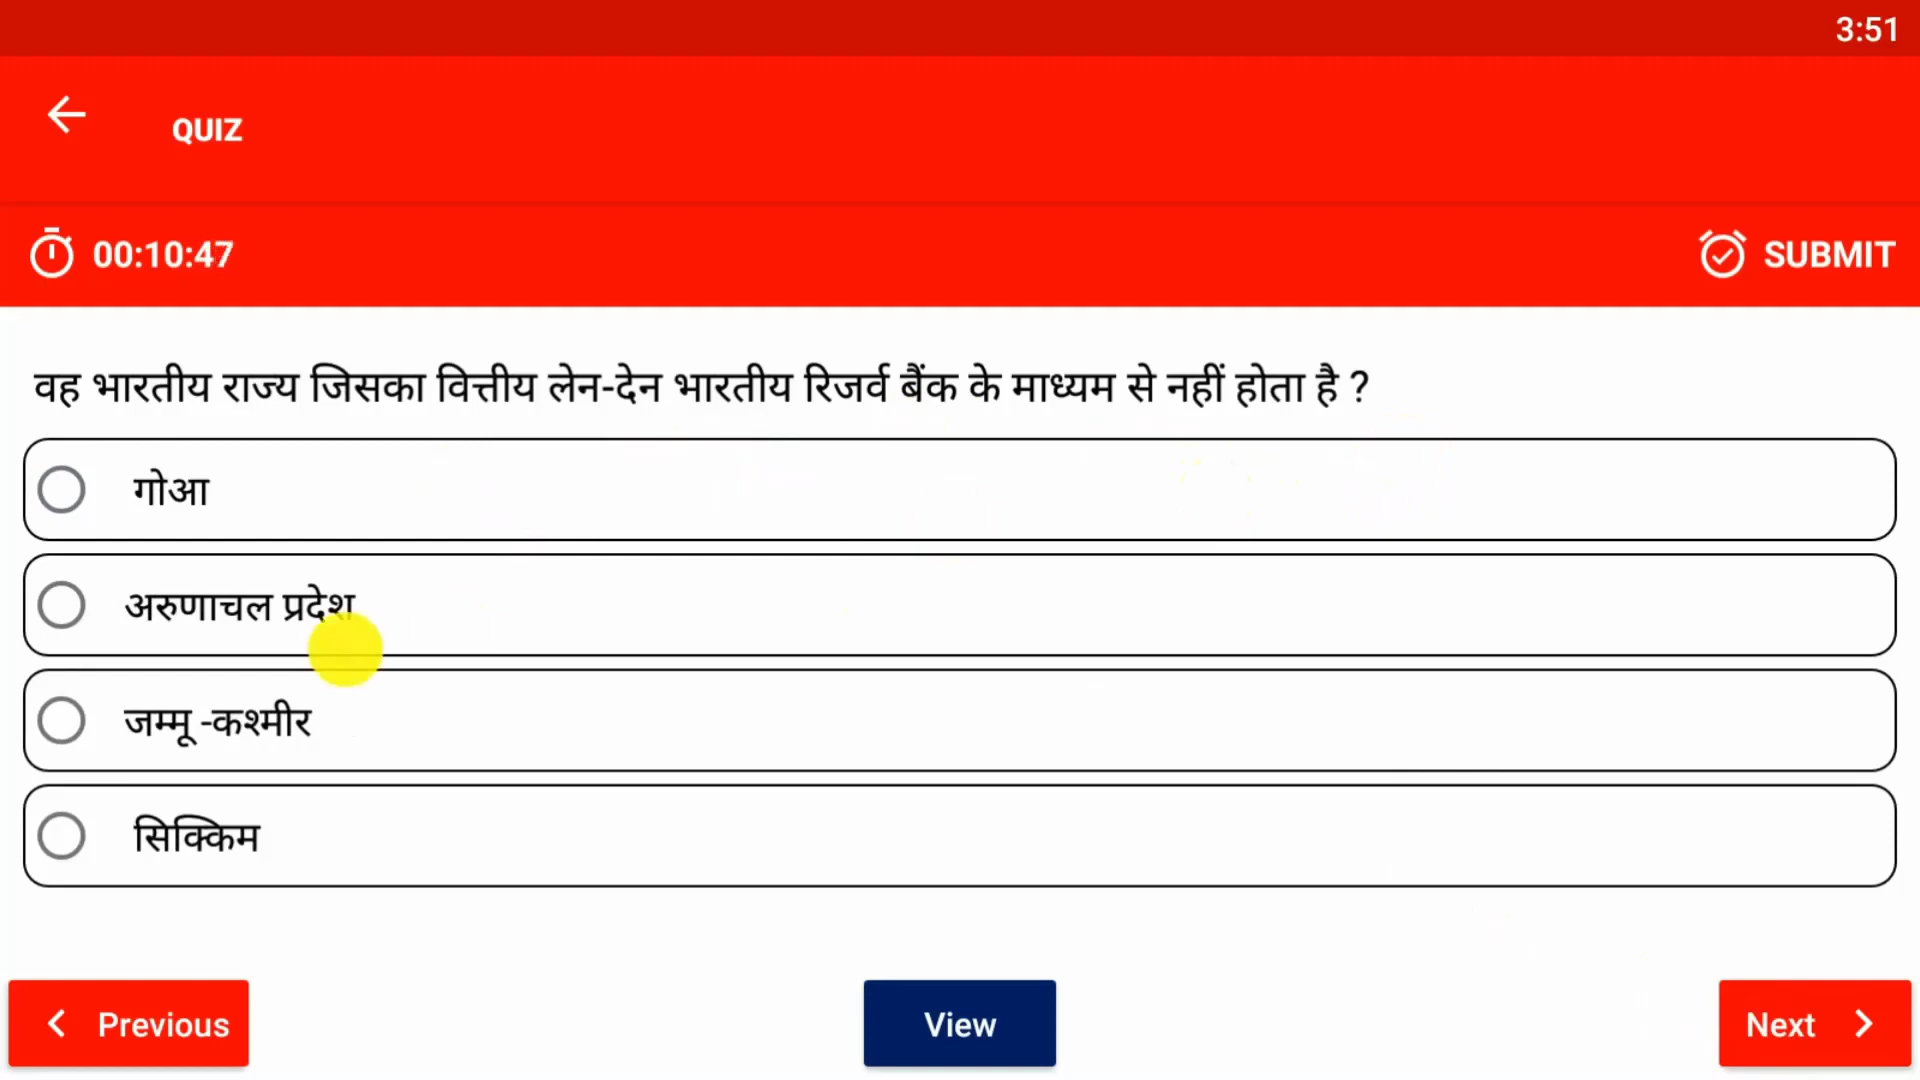 3:51
QUIZ
00:10:47
SUBMIT
वह भारतीय राज्य जिसका वित्तीय लेन-देन भारतीय रिजर्व बैंक के माध्यम से नहीं होता है ?
गोआ
अरुणाचल प्रदेश
जम्मू -कश्मीर
सिक्किम
Previous
View
Next